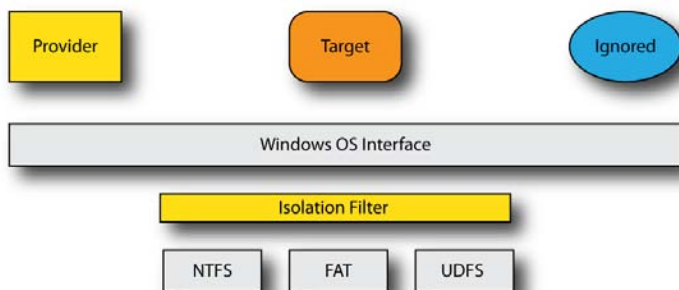 Provider
Target
Ignored
Windows OS Interface
Isolation Filter
NTFS
FAT
UDFS